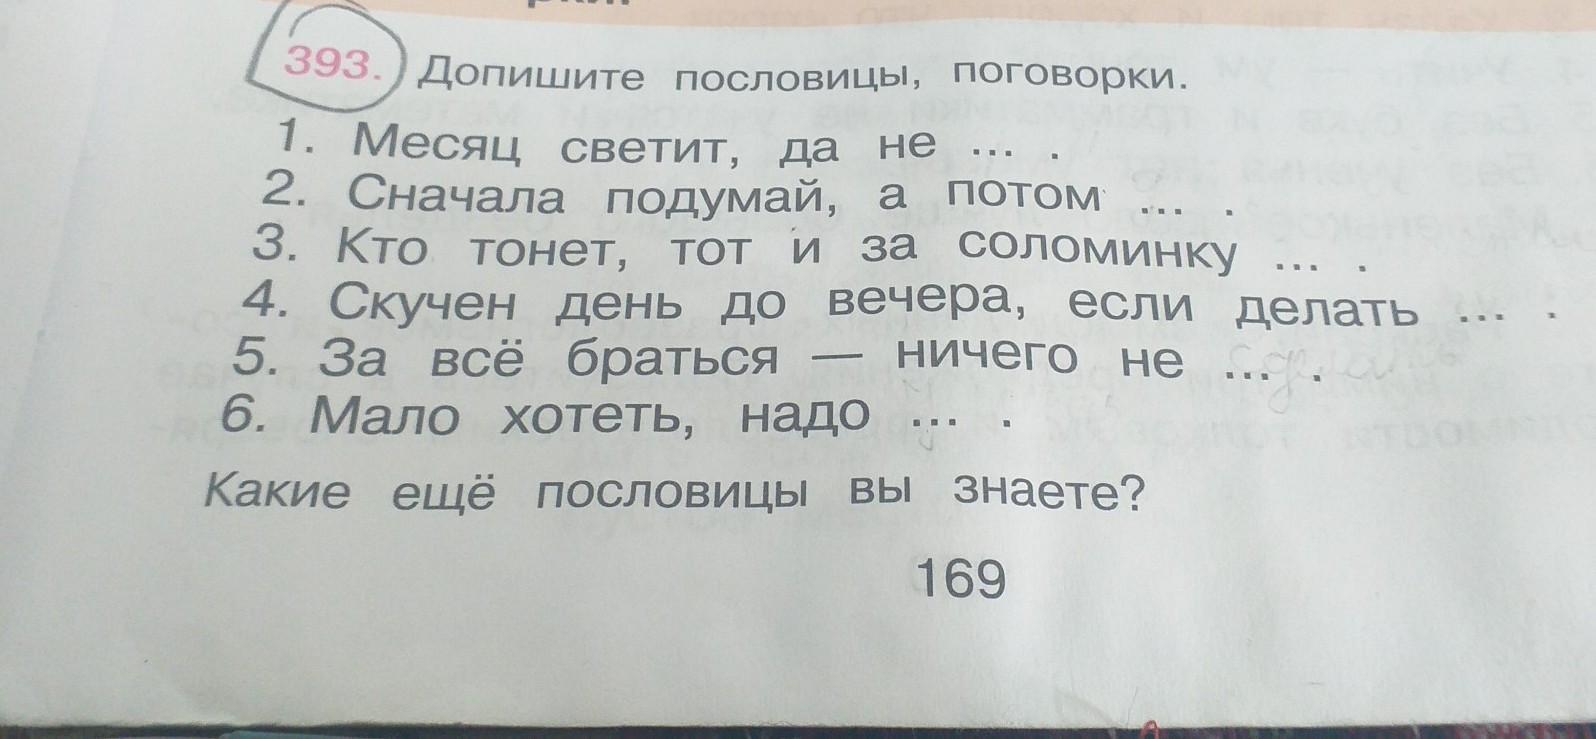 393. Допишите пословицы, поговорки.
1. Месяц светит, да не ... .
2. Сначала подумай, а потом ... .
3. Кто тонет, тот и за соломинку ... .
4. Скучен день до вечера, если делать ... .
5. За всё браться — ничего не ... .
6. Мало хотеть, надо ... .
Какие ещё пословицы вы знаете?
169